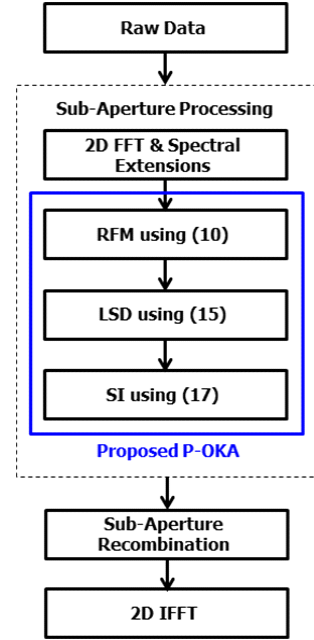 Raw Data
Sub-Aperture Processing
2D FFT & Spectral
Extensions
RFM using (10)
LSD using (15)
SI using (17)
Proposed P-OKA
Sub-Aperture
Recombination
2D IFFT